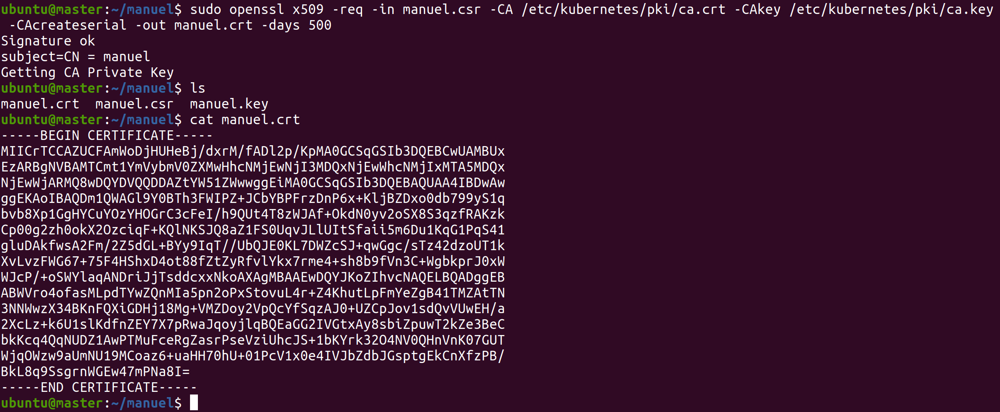 ubuntu@master:~/manuel$ sudo openssl x509 -req -in manuel.csr -CA /etc/kubernetes/pki/ca.crt -CAkey /etc/kubernetes/pki/ca.key
 -CAcreateserial -out manuel.crt -days 500
Signature ok
subject=CN = manuel
Getting CA Private Key
ubuntu@master:~/manuel$ ls
manuel.crt  manuel.csr  manuel.key
ubuntu@master:~/manuel$ cat manuel.crt
-----BEGIN CERTIFICATE-----
MIICrTCCAZUCFAmWoDjHUHeBj/dxrM/fADl2p/KpMA0GCSqGSIb3DQEBCwUAMBUx
EzARBgNVBAMTCmt1YmVybmV0ZXMwHhcNMjEwNjI3MDQxNjEwWhcNMjIxMTA5MDQx
NjEwWjARMQ8wDQYDVQQDDAZtYW51ZWwwggEiMA0GCSqGSIb3DQEBAQUAA4IBDwAw
ggEKAoIBAQDm1QWAGl9Y0BTh3FWIPZ+JCbYBPFrzDnP6x+KljBZDxo0db799yS1q
bvb8Xp1GgHYCuYOzYHOGrC3cFeI/h9QUt4T8zWJAf+OkdN0yv2oSX8S3qzfRAKzk
Cp00g2zh0okX2OzciqF+KQlNKSJQ8aZ1FS0UqvJLlUItSfaii5m6Du1KqG1PqS41
gluDAkfwsA2Fm/2Z5dGL+BYy9IqT//UbQJE0KL7DWZcSJ+qwGgc/sTz42dzoUT1k
XvLvzFWG67+75F4HShxD4ot88fZtZyRfvlYkx7rme4+sh8b9fVn3C+WgbkprJ0xW
WJcP/+oSWYlaqANDriJjTsddcxxNkoAXAgMBAAEwDQYJKoZIhvcNAQELBQADggEB
ABWVro4ofasMLpdTYwZQnMIa5pn2oPxStovuL4r+Z4KhutLpFmYeZgB41TMZAtTN
3NNWwzX34BKnFQXiGDHj18Mg+VMZDoy2VpQcYfSqzAJ0+UZCpJov1sdQvVUwEH/a
2XcLz+k6U1slKdfnZEY7X7pRwaJqoyjlqBQEaGG2IVGtxAy8sbiZpuwT2kZe3BeC
bkKcq4QqNUDZ1AwPTMuFceRgZasrPseVziUhcJS+1bKYrk32O4NV0QHnVnK07GUT
WjqOWzw9aUmNU19MCoaz6+uaHH70hU+01PcV1x0e4IVJbZdbJGsptgEkCnXfzPB/
BkL8q9SsgrnWGEw47mPNa8I=
-----END CERTIFICATE-----
ubuntu@master:~/manuel$